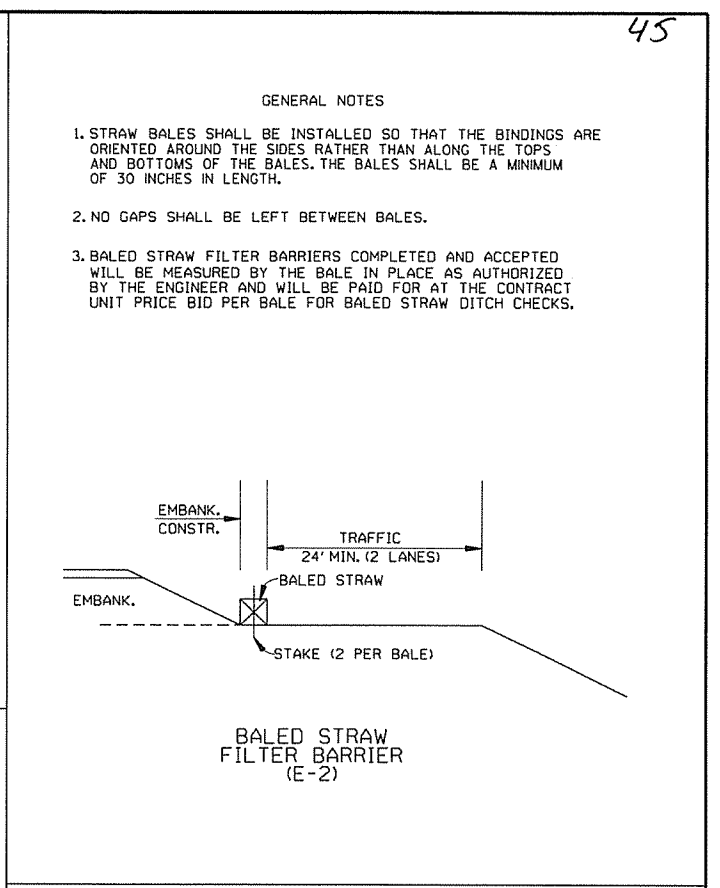 45
GENERAL NOTES
1. STRAW BALES SHALL BE INSTALLED SO THAT THE BINDINGS ARE
ORIENTED AROUND THE SIDES RATHER THAN ALONG THE TOPS
AND BOTTOMS OF THE BALES. THE BALES SHALL BE A MINIMUM
OF 30 INCHES IN LENGTH.
2. NO GAPS SHALL BE LEFT BETWEEN BALES.
3. BALED STRAW FILTER BARRIERS COMPLETED AND ACCEPTED
WILL BE MEASURED BY THE BALE IN PLACE AS AUTHORIZED
BY THE ENGINEER AND WILL BE PAID FOR AT THE CONTRACT
UNIT PRICE BID PER BALE FOR BALED STRAW DITCH CHECKS.
EMBANK.
CONSTR.
TRAFFIC
24' MIN. (2 LANES)
BALED STRAW
EMBANK.
STAKE (2 PER BALE)
BALED STRAW
FILTER BARRIER
(E-2)